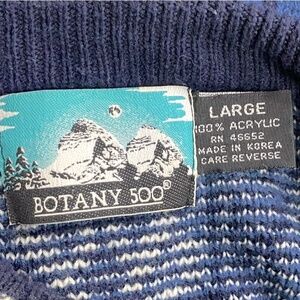 BOTANY 500®
LARGE
100% ACRYLIC
RN 46652
MADE IN KOREA
CARE REVERSE